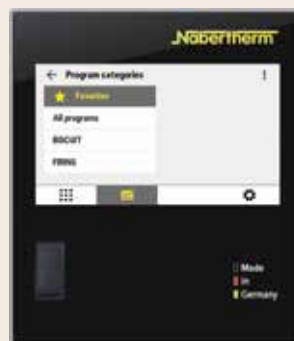 Nabertherm
Program categories
Favorites
All programs
BISCUIT
FIRING
Made
in
Germany